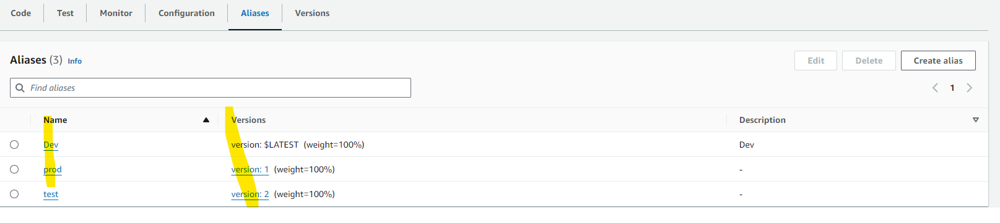 Code Test Monitor Configuration Aliases Versions
Aliases (3) Info Edit Delete Create alias
Find aliases 1
Name Versions Description
Dev version: $LATEST (weight=100%) Dev
prod version: 1 (weight=100%) -
test version: 2 (weight=100%) -